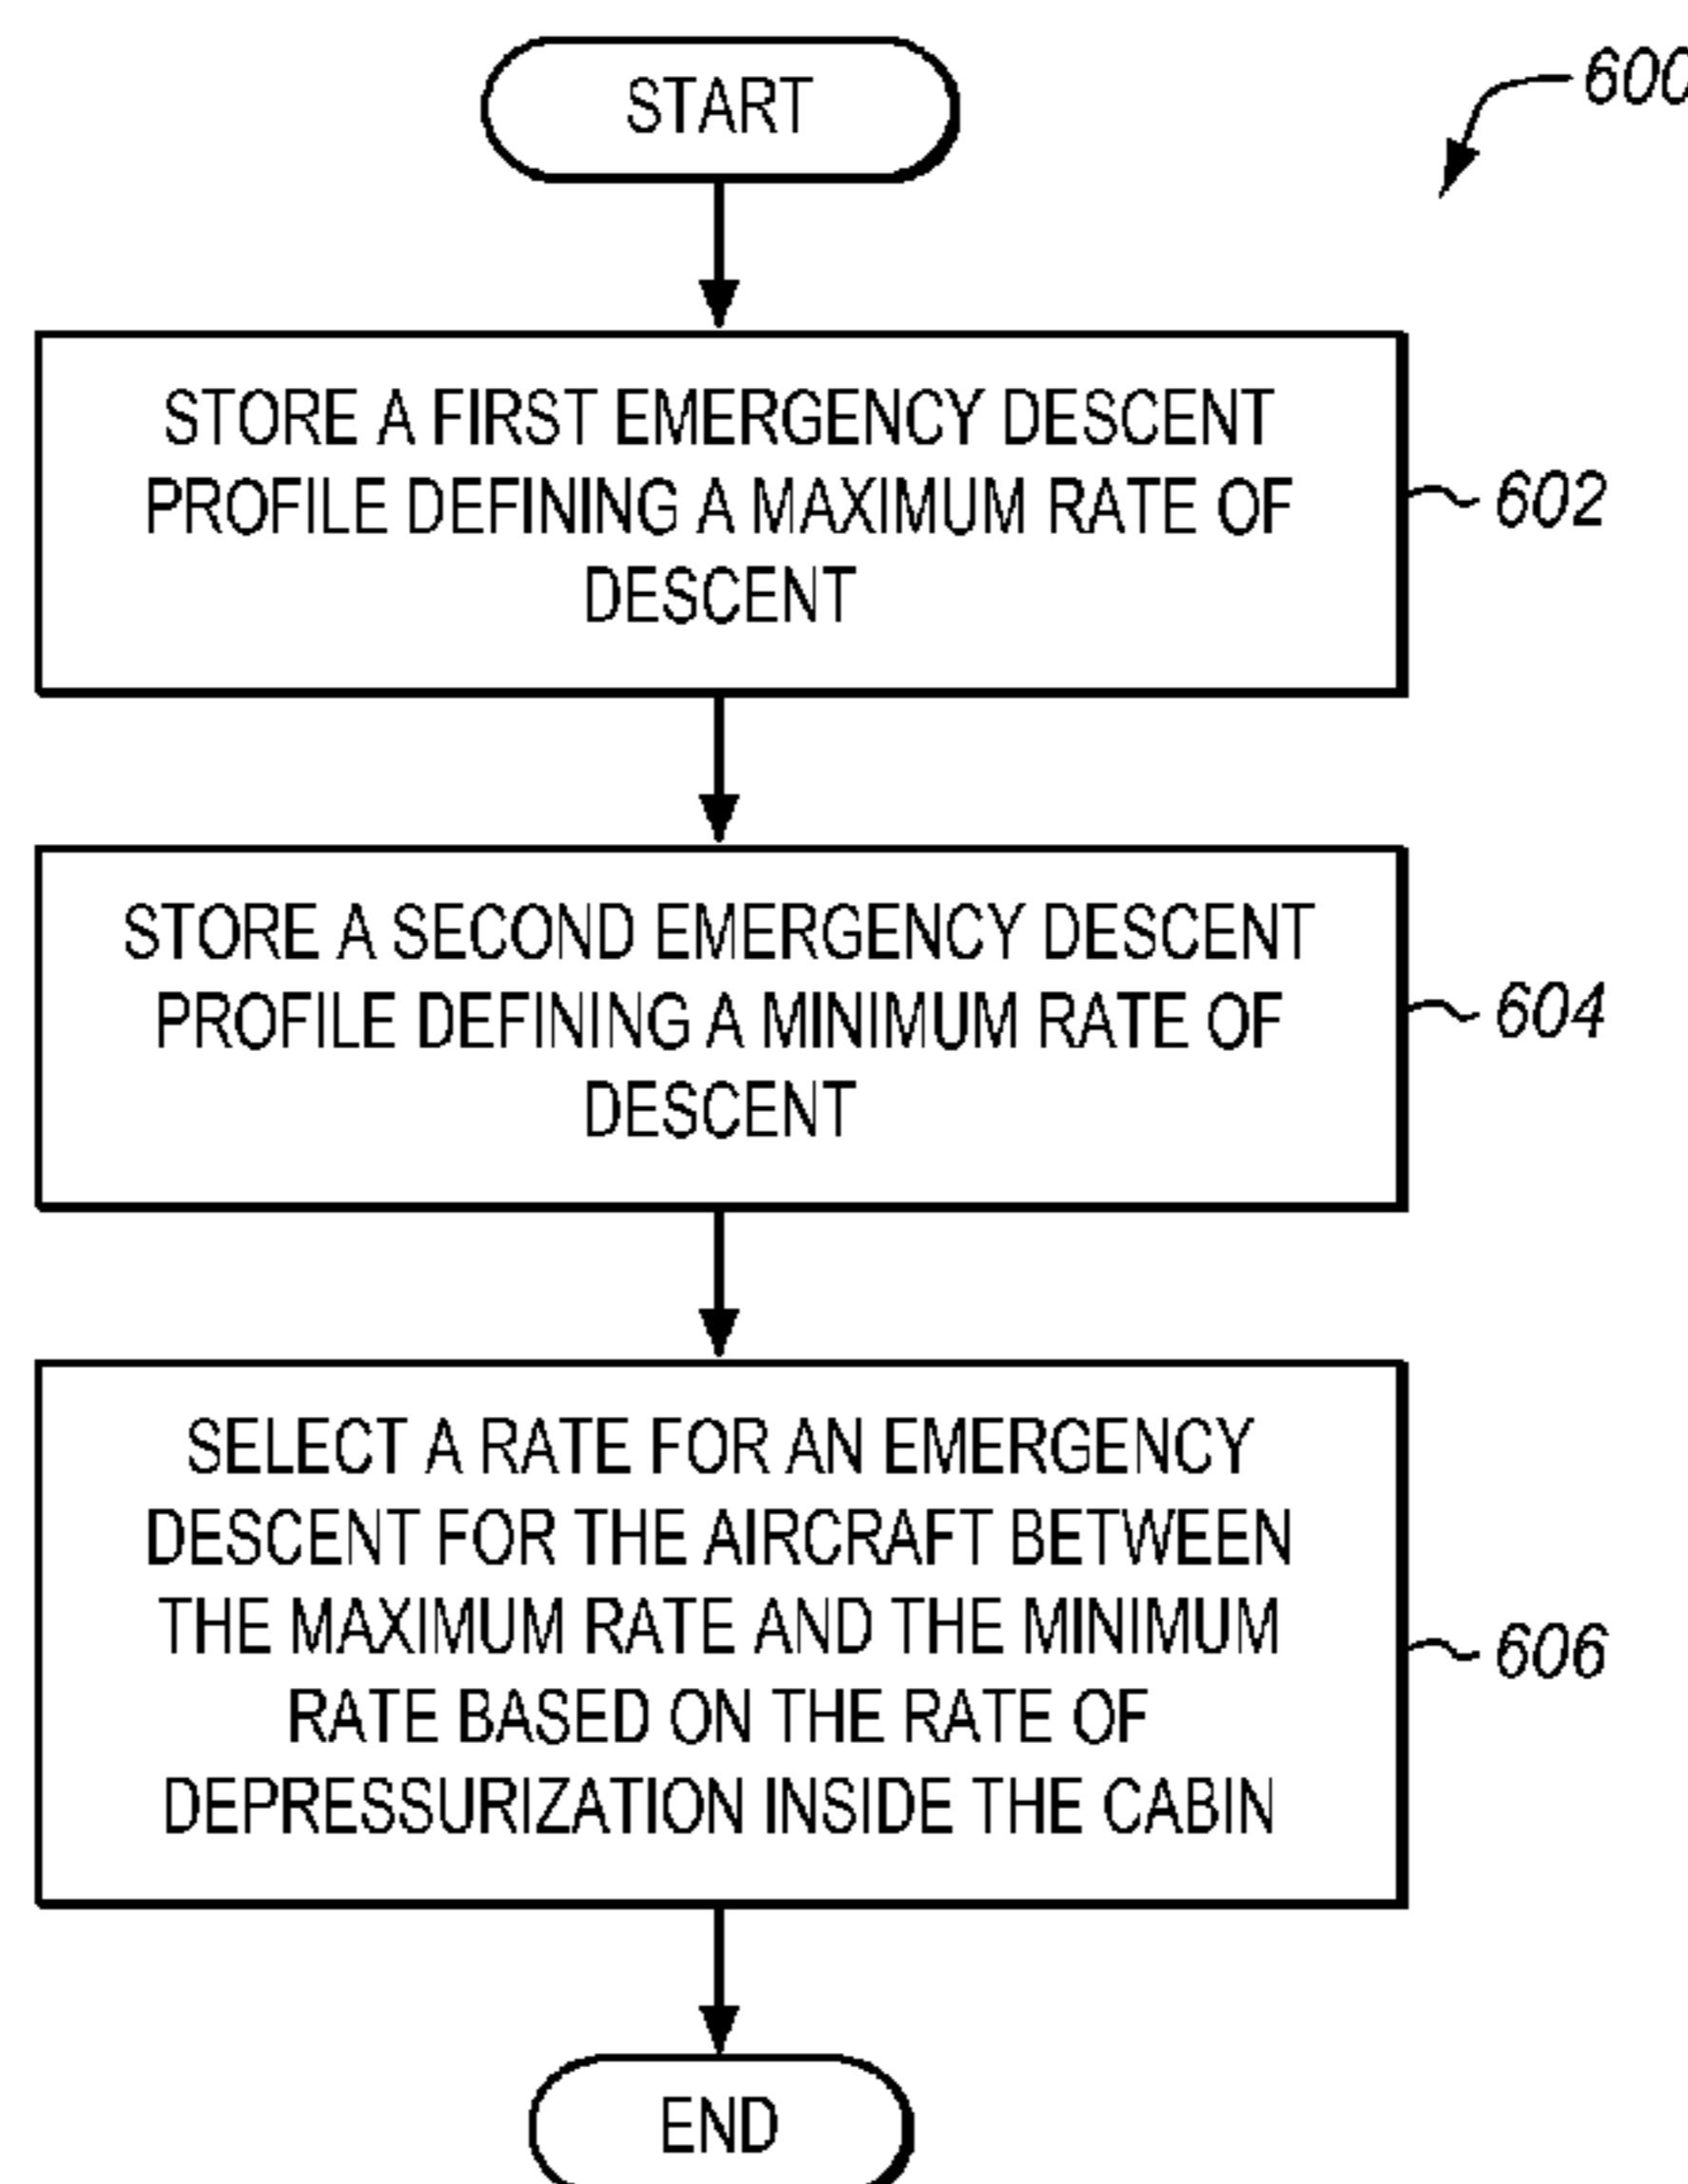 START
600
STORE A FIRST EMERGENCY DESCENT
PROFILE DEFINING A MAXIMUM RATE OF
DESCENT
602
STORE A SECOND EMERGENCY DESCENT
PROFILE DEFINING A MINIMUM RATE OF
DESCENT
604
SELECT A RATE FOR AN EMERGENCY
DESCENT FOR THE AIRCRAFT BETWEEN
THE MAXIMUM RATE AND THE MINIMUM
RATE BASED ON THE RATE OF
DEPRESSURIZATION INSIDE THE CABIN
606
END